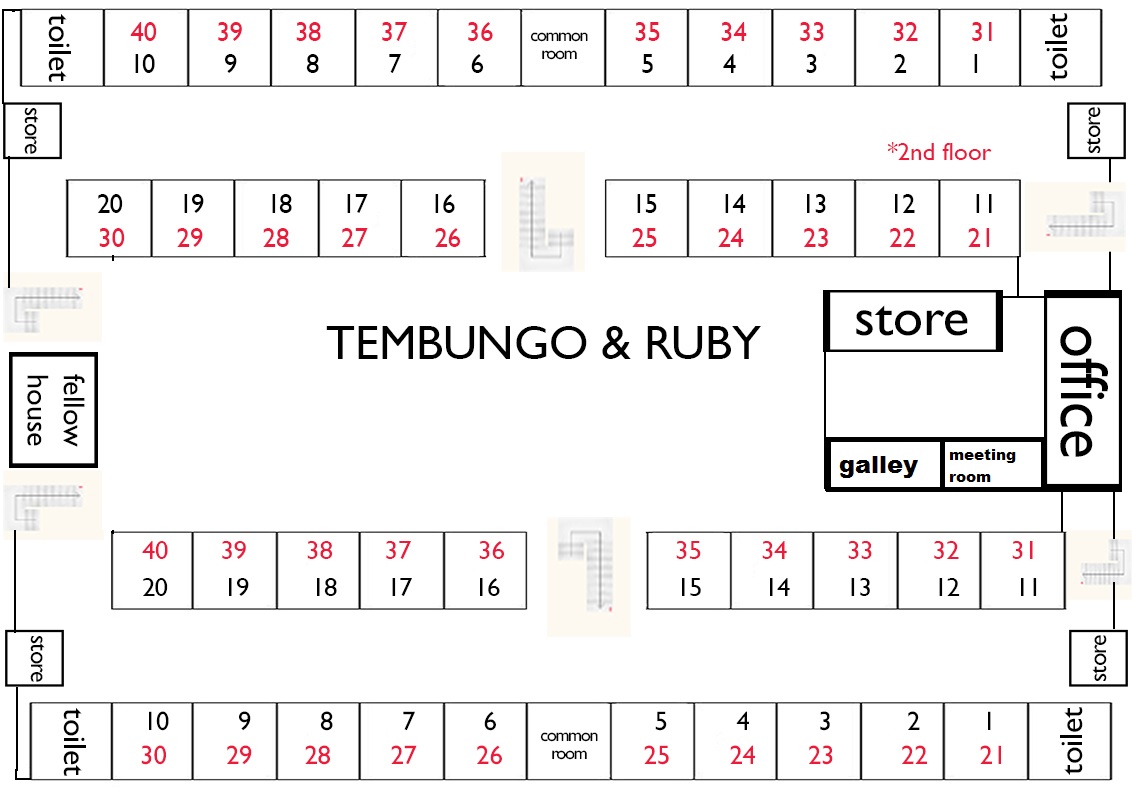 toilet
40 39 38 37 36
10 9 8 7 6
common
room
35 34 33 32 31
5 4 3 2 1
toilet
store
store
*2nd floor
20 19 18 17 16
30 29 28 27 26
15 14 13 12 11
25 24 23 22 21
TEMBUNGO & RUBY
store
office
fellow
house
galley
meeting
room
40 39 38 37 36
20 19 18 17 16
35 34 33 32 31
15 14 13 12 11
store
store
toilet
10 9 8 7 6
30 29 28 27 26
common
room
5 4 3 2 1
25 24 23 22 21
toilet